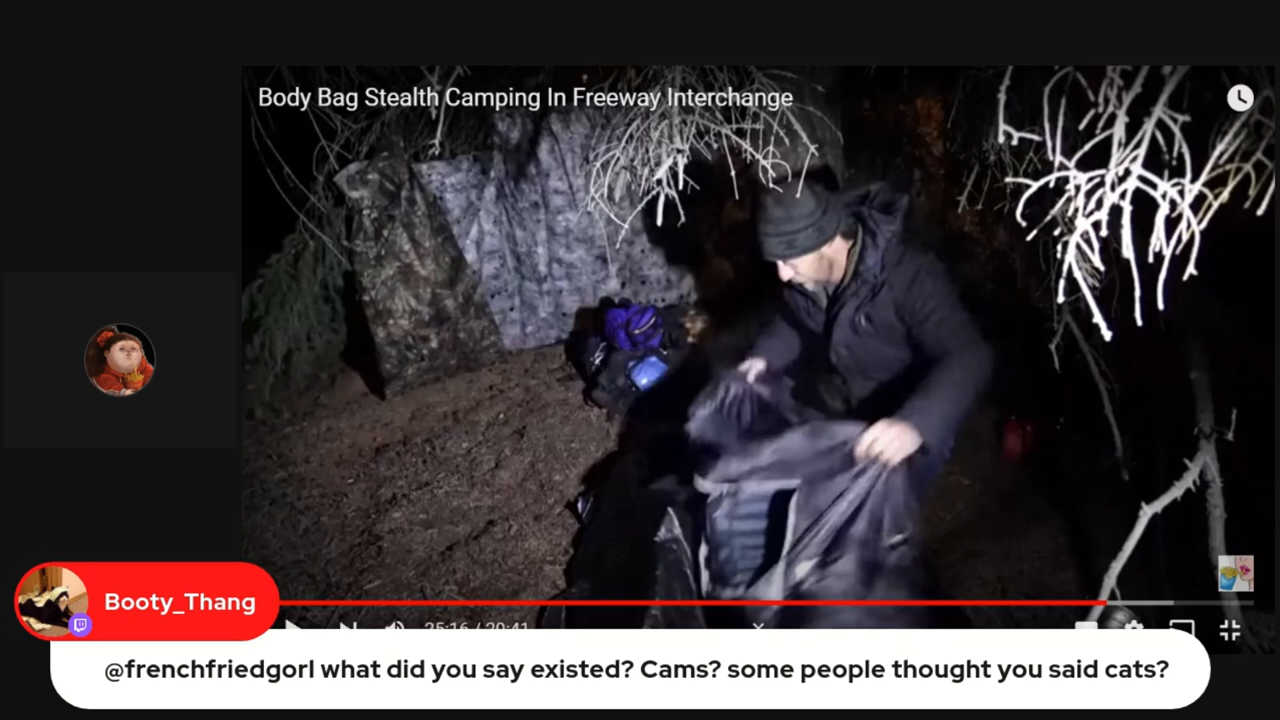 Body Bag Stealth Camping In Freeway Interchange
Booty_Thang
@frenchfriedgorl what did you say existed? Cams? some people thought you said cats?